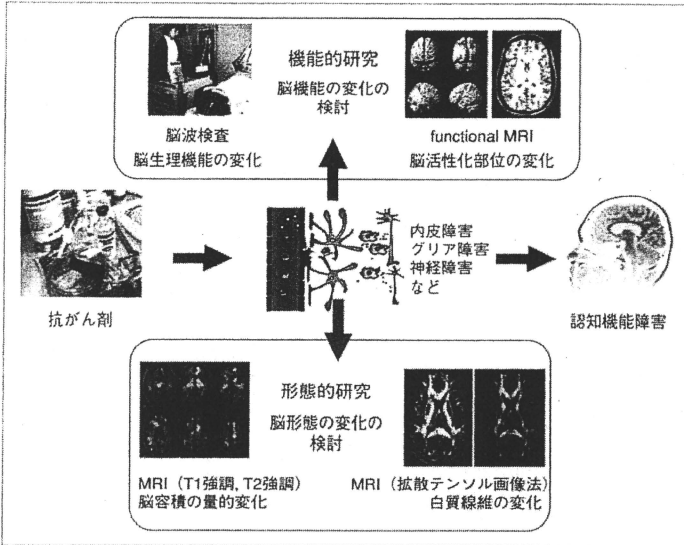 機能的研究
脳機能の変化の
検討
脳波検査
脳生理機能の変化
functional MRI
脳活性化部位の変化
抗がん剤
内皮障害
グリア障害
神経障害
など
認知機能障害
形態的研究
脳形態の変化の
検討
MRI（T1強調, T2強調）
脳容積の量的変化
MRI（拡散テンソル画像法）
白質線維の変化